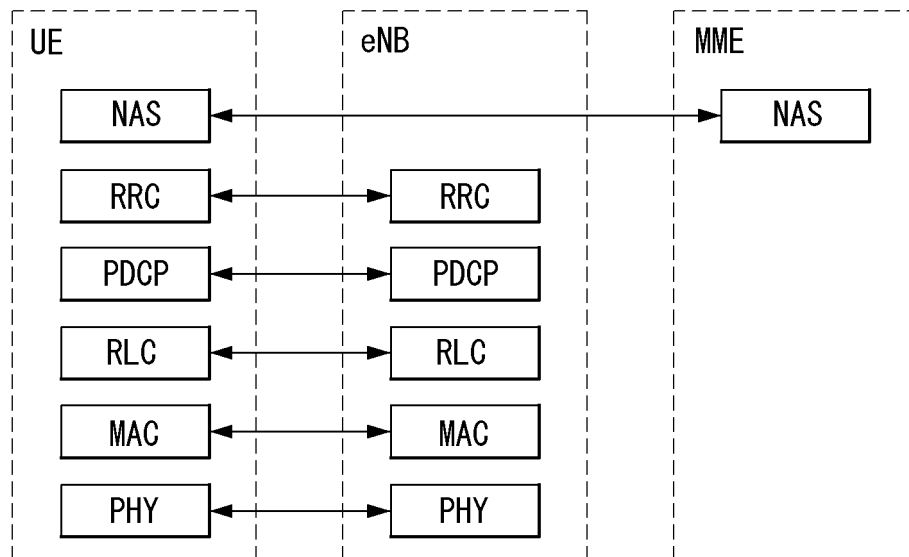 UE eNB MME
NAS NAS
RRC RRC
PDCP PDCP
RLC RLC
MAC MAC
PHY PHY